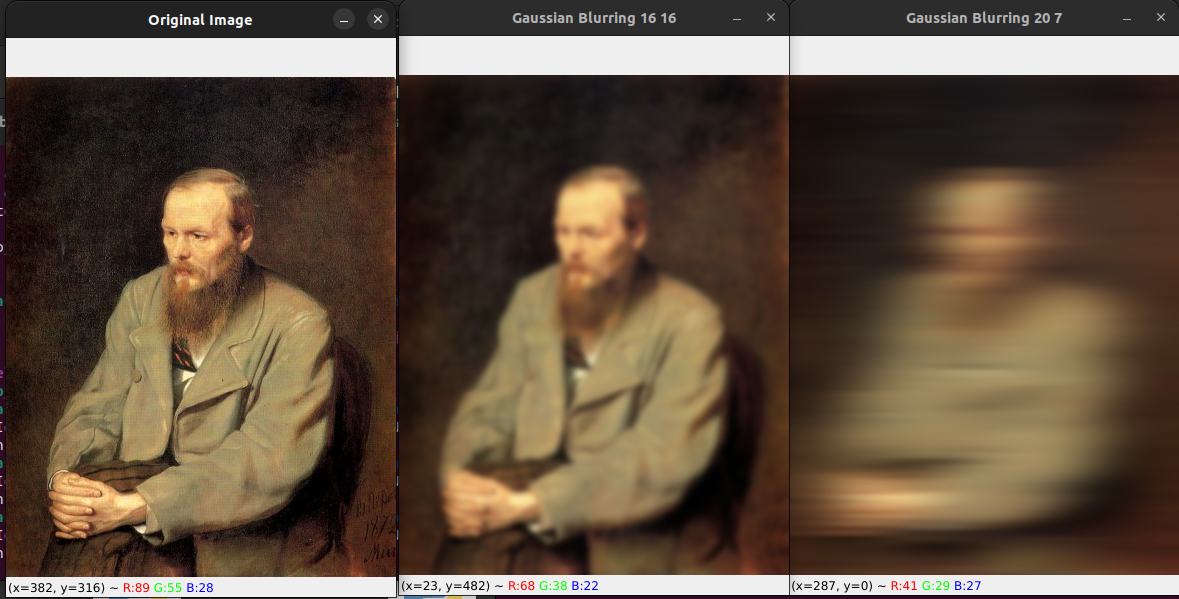 Original Image
Gaussian Blurring 16 16
Gaussian Blurring 20 7
(x=382, y=316) ~ R:89 G:55 B:28
(x=23, y=482) ~ R:68 G:38 B:22
(x=287, y=0) ~ R:41 G:29 B:27